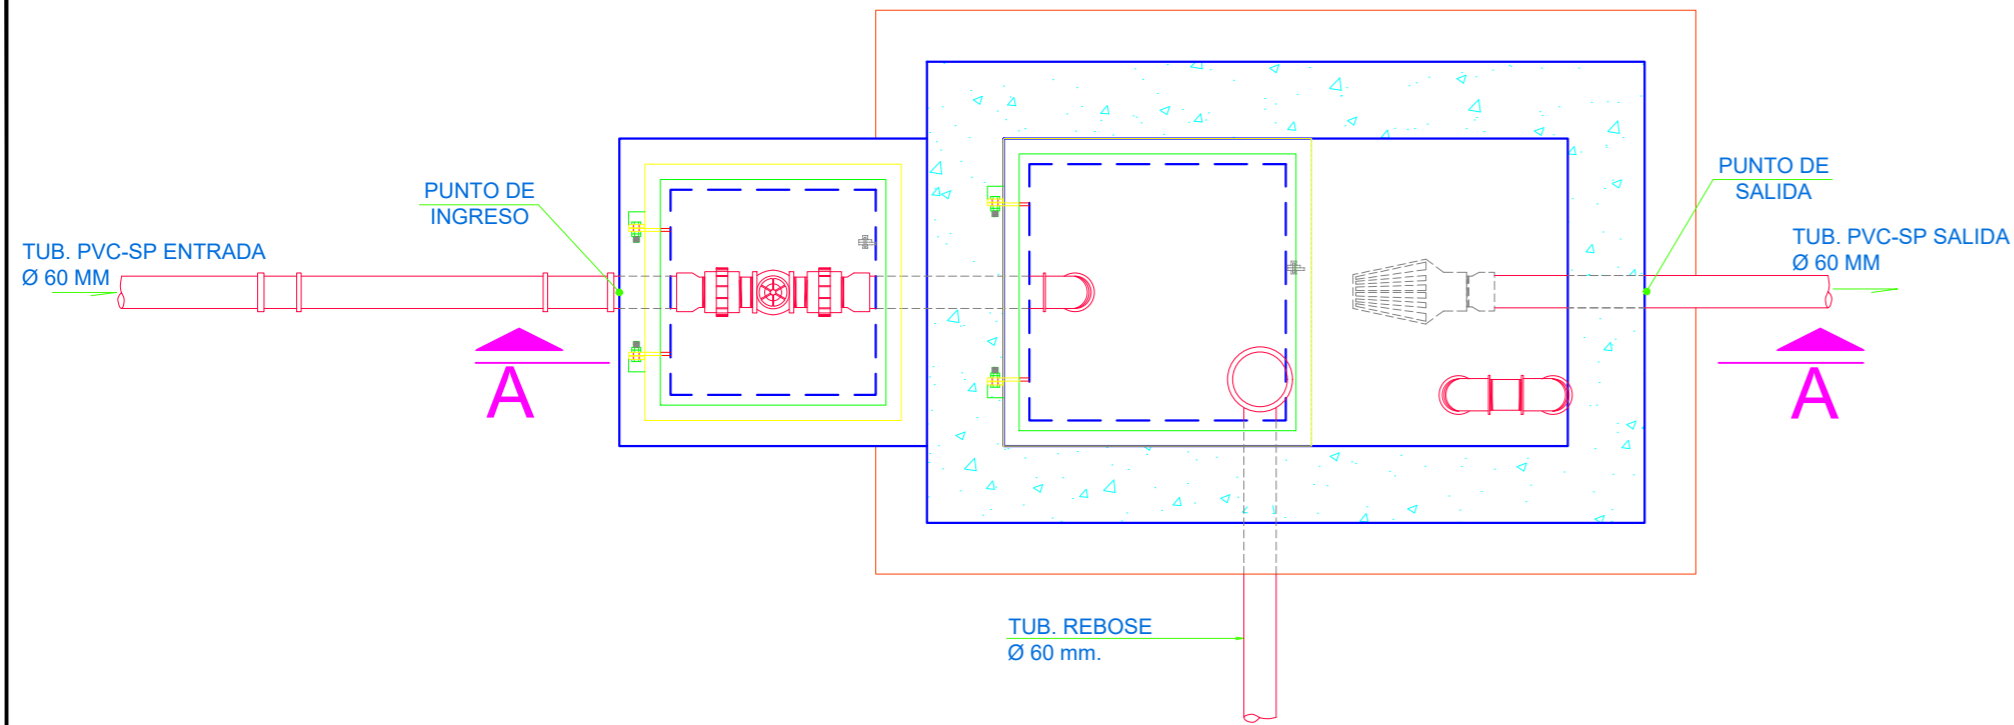 PUNTO DE
INGRESO
TUB. PVC-SP ENTRADA
Ø 60 MM
A
PUNTO DE
SALIDA
TUB. PVC-SP SALIDA
Ø 60 MM
A
TUB. REBOSE
Ø 60 mm.